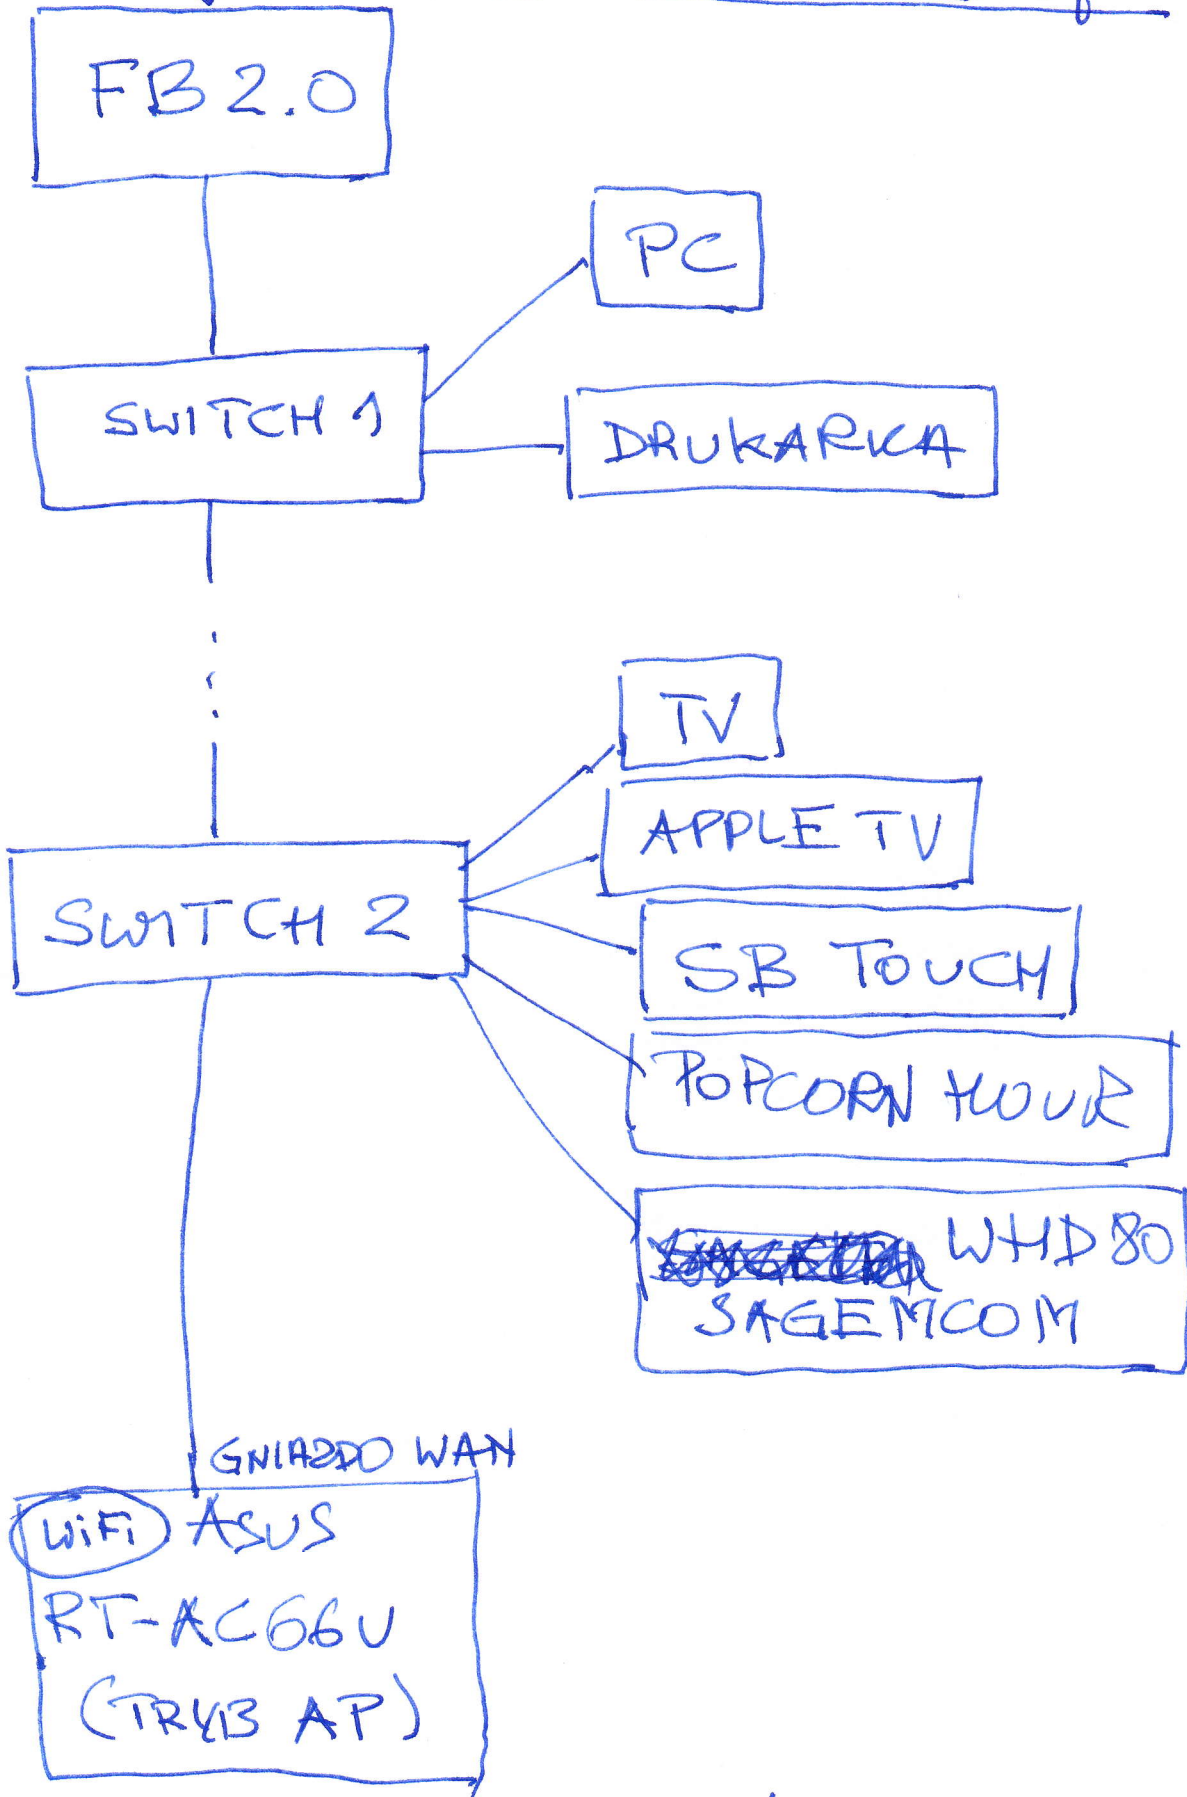 FB 2.0
PC
SWITCH 1
DRUKARKA
TV
APPLE TV
SWITCH 2
SB TOUCH
POPCORN HOUR
WHD 80
SAGEMCOM
GNIAZDO WAN
WiFi ASUS
RT-AC66U
(TRYB AP)